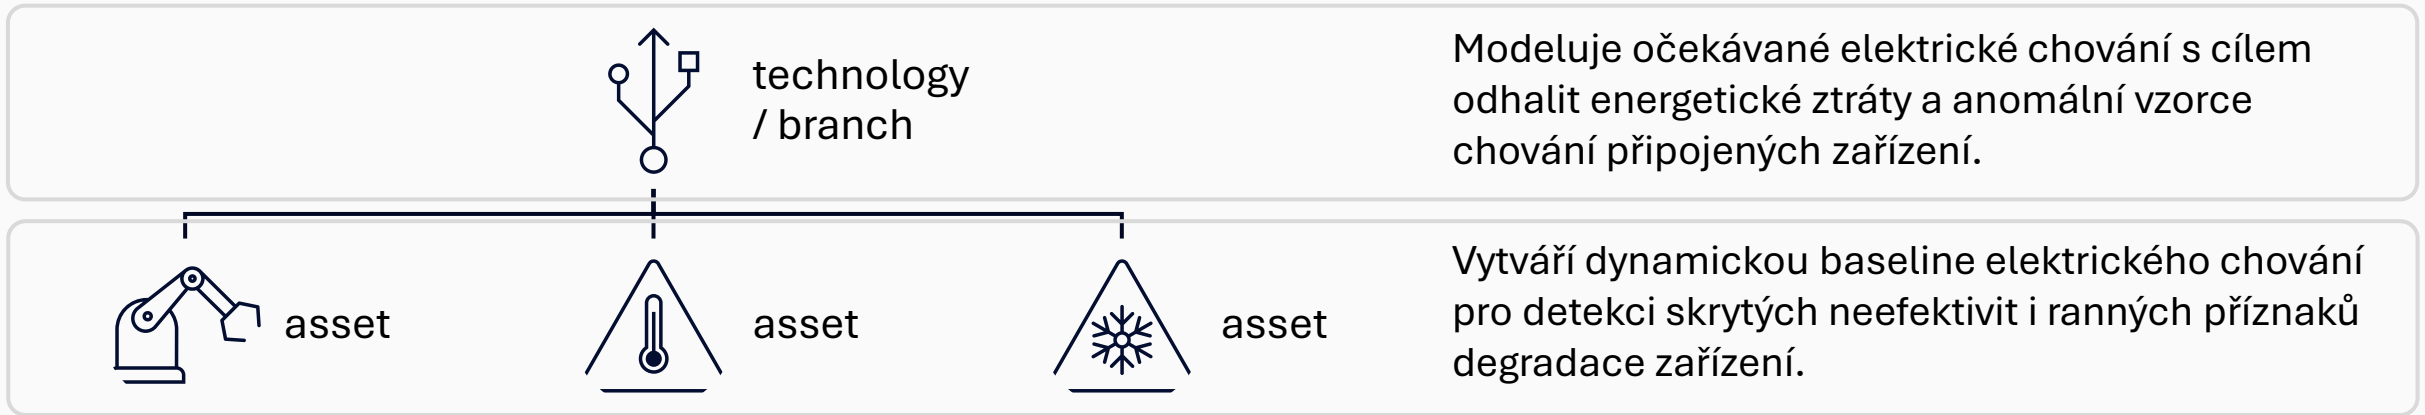 technology
/ branch
Modeluje očekávané elektrické chování s cílem
odhalit energetické ztráty a anomální vzorce
chování připojených zařízení.
asset
asset
asset
Vytváří dynamickou baseline elektrického chování
pro detekci skrytých neefektivit i ranných příznaků
degradace zařízení.